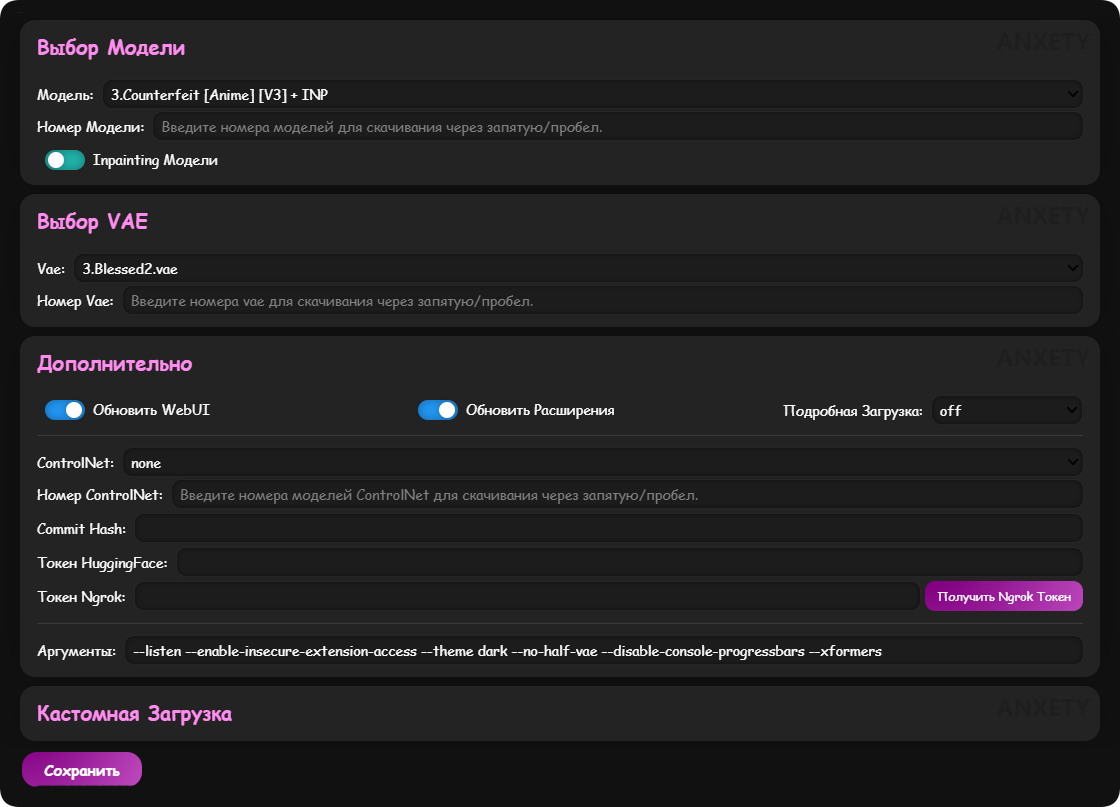 ANXETY
Выбор Модели
Модель: 3.Counterfeit [Anime] [V3] + INP
Номер Модели: Введите номера моделей для скачивания через запятую/пробел.
Inpainting Модели
ANXETY
Выбор VAE
Vae: 3.Blessed2.vae
Номер Vae: Введите номера vae для скачивания через запятую/пробел.
ANXETY
Дополнительно
Обновить WebUI Обновить Расширения Подробная Загрузка: off
ControlNet: none
Номер ControlNet: Введите номера моделей ControlNet для скачивания через запятую/пробел.
Commit Hash:
Токен HuggingFace:
Токен Ngrok: Получить Ngrok Токен
Аргументы: --listen --enable-insecure-extension-access --theme dark --no-half-vae --disable-console-progressbars --xformers
ANXETY
Кастомная Загрузка
Сохранить